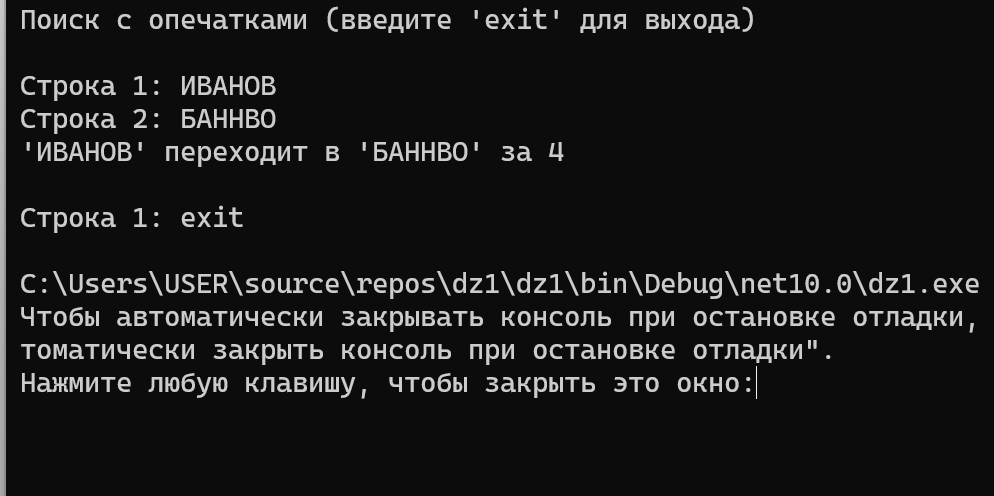 Поиск с опечатками (введите 'exit' для выхода)
Строка 1: ИВАНОВ
Строка 2: БАННВО
'ИВАНОВ' переходит в 'БАННВО' за 4
Строка 1: exit
C:\Users\USER\source\repos\dz1\dz1\bin\Debug\net10.0\dz1.exe
Чтобы автоматически закрывать консоль при остановке отладки,
томатически закрыть консоль при остановке отладки".
Нажмите любую клавишу, чтобы закрыть это окно: